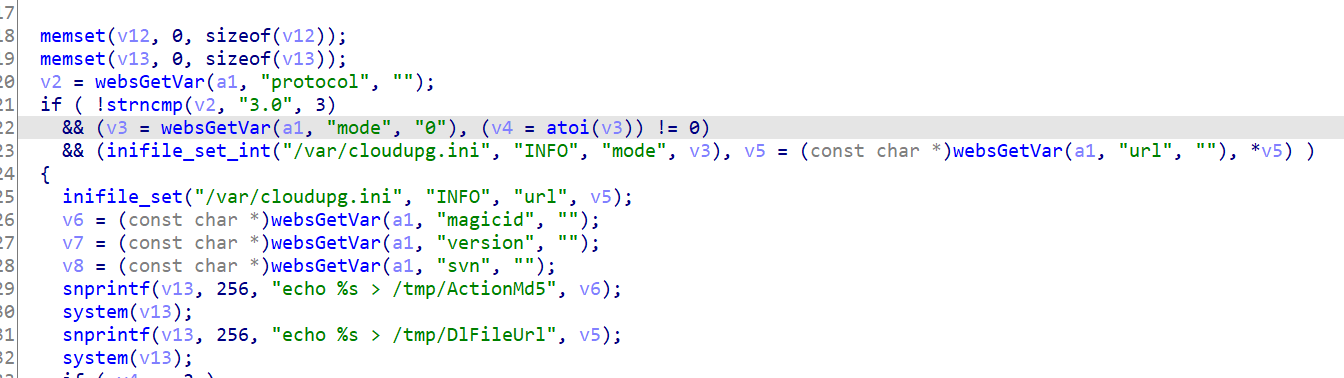 17
18 memset(v12, 0, sizeof(v12));
19 memset(v13, 0, sizeof(v13));
20 v2 = websGetVar(a1, "protocol", "");
21 if ( !strncmp(v2, "3.0", 3)
22 && (v3 = websGetVar(a1, "mode", "0"), (v4 = atoi(v3)) != 0)
23 && (inifile_set_int("/var/cloudupg.ini", "INFO", "mode", v3), v5 = (const char *)websGetVar(a1, "url", ""), *v5) )
24 {
25 inifile_set("/var/cloudupg.ini", "INFO", "url", v5);
26 v6 = (const char *)websGetVar(a1, "magicid", "");
27 v7 = (const char *)websGetVar(a1, "version", "");
28 v8 = (const char *)websGetVar(a1, "svn", "");
29 snprintf(v13, 256, "echo %s > /tmp/ActionMd5", v6);
30 system(v13);
31 snprintf(v13, 256, "echo %s > /tmp/DlFileUrl", v5);
32 system(v13);